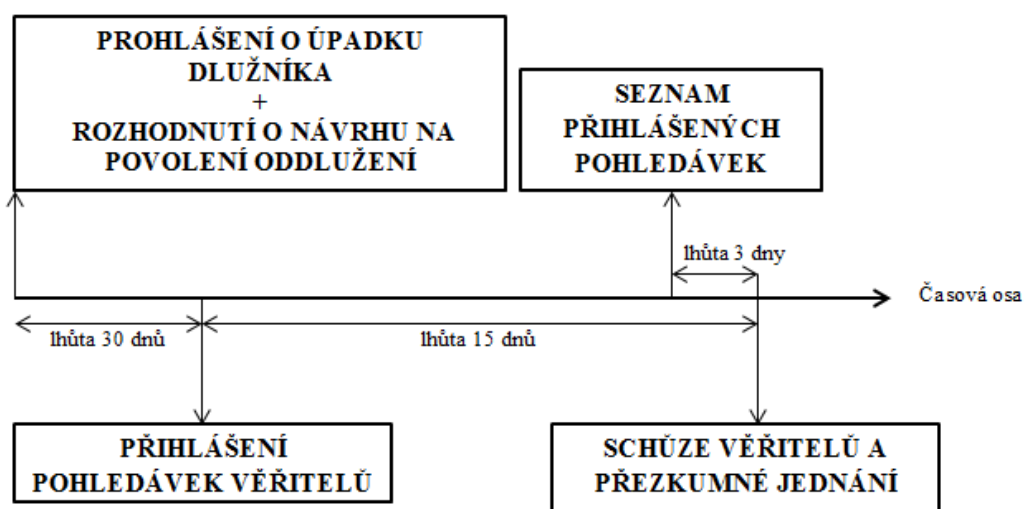 PROHLÁŠENÍ O ÚPADKU
DLUŽNÍKA
+
ROZHODNUTÍ O NÁVRHU NA
POVOLENÍ ODDLUŽENÍ
SEZNAM
PŘIHLÁŠENÝCH
POHLEDÁVEK
lhůta 3 dny
Časová osa
lhůta 30 dnů
lhůta 15 dnů
PŘIHLÁŠENÍ
POHLEDÁVEK VĚŘITELŮ
SCHŮZE VĚŘITELŮ A
PŘEZKUMNÉ JEDNÁNÍ